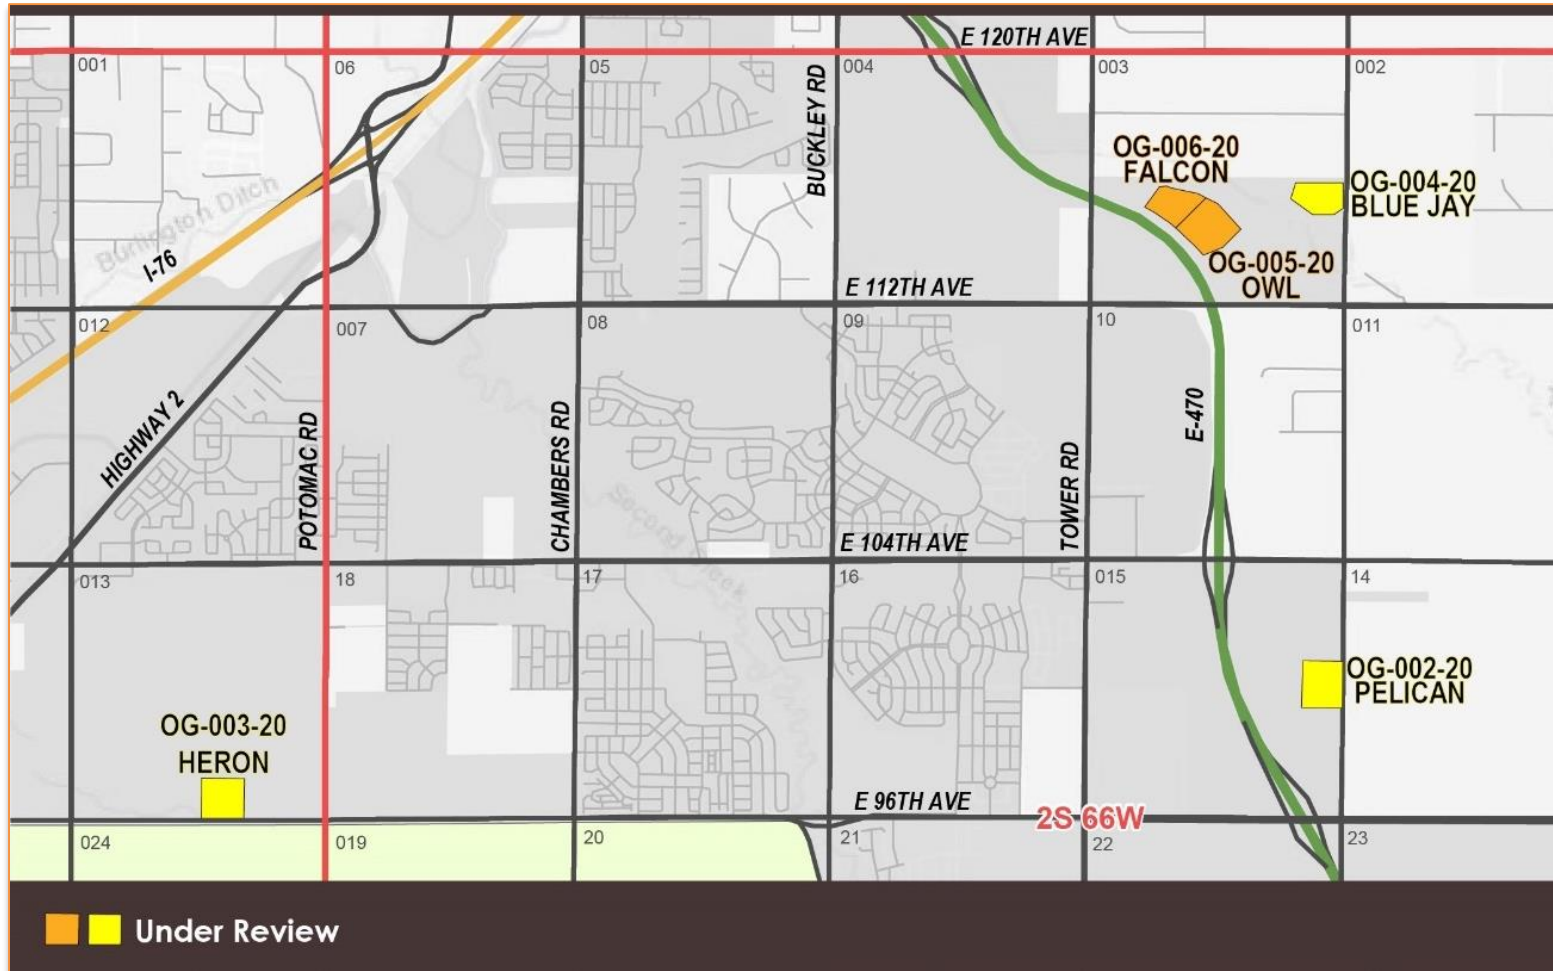 E 120TH AVE
001
06
05
004
003
002
BUCKLEY RD
OG-006-20
FALCON
OG-004-20
BLUE JAY
Burlington Ditch
I-76
OG-005-20
OWL
E 112TH AVE
012
007
08
09
10
011
HIGHWAY 2
POTOMAC RD
CHAMBERS RD
TOWER RD
E-470
Second Creek
E 104TH AVE
013
18
17
16
015
14
OG-002-20
PELICAN
OG-003-20
HERON
E 96TH AVE
2S 66W
024
019
20
21
22
23
Under Review